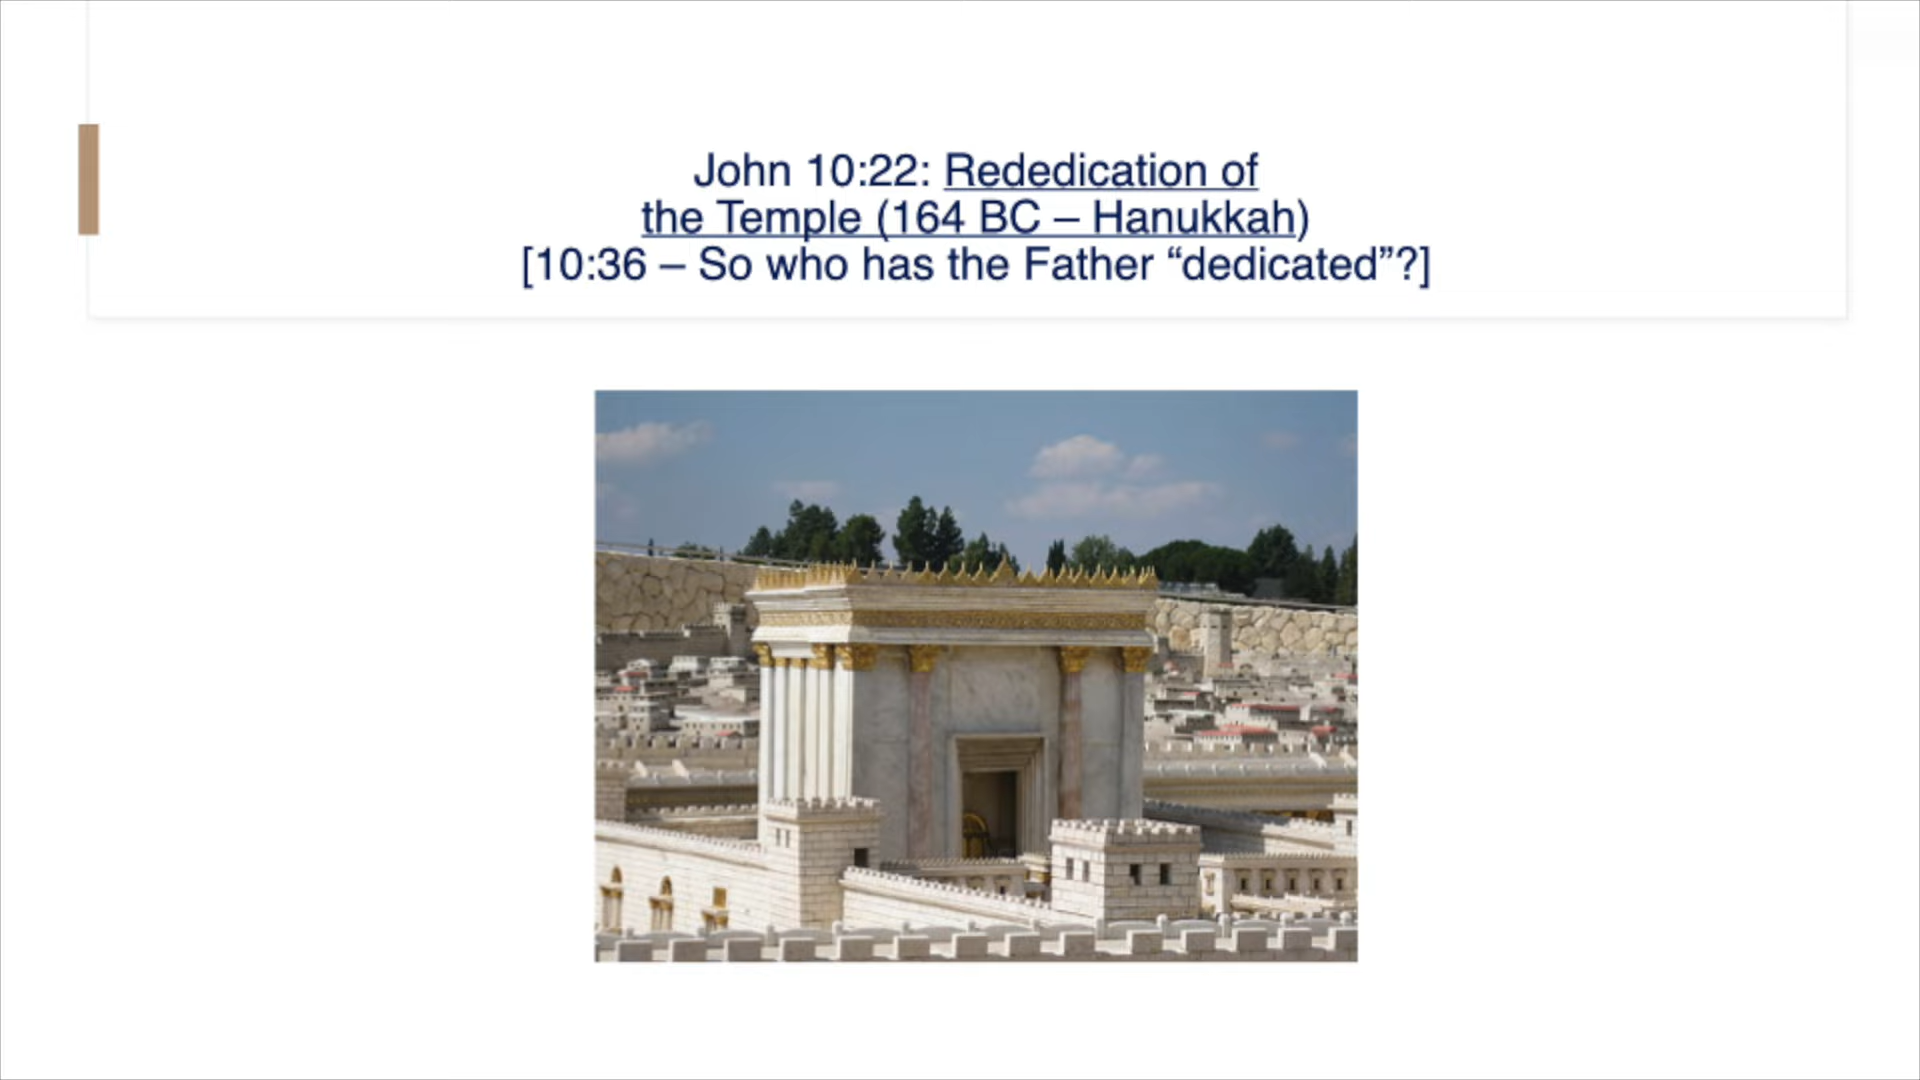 John 10:22: Rededication of
the Temple (164 BC – Hanukkah)
[10:36 – So who has the Father “dedicated”?]